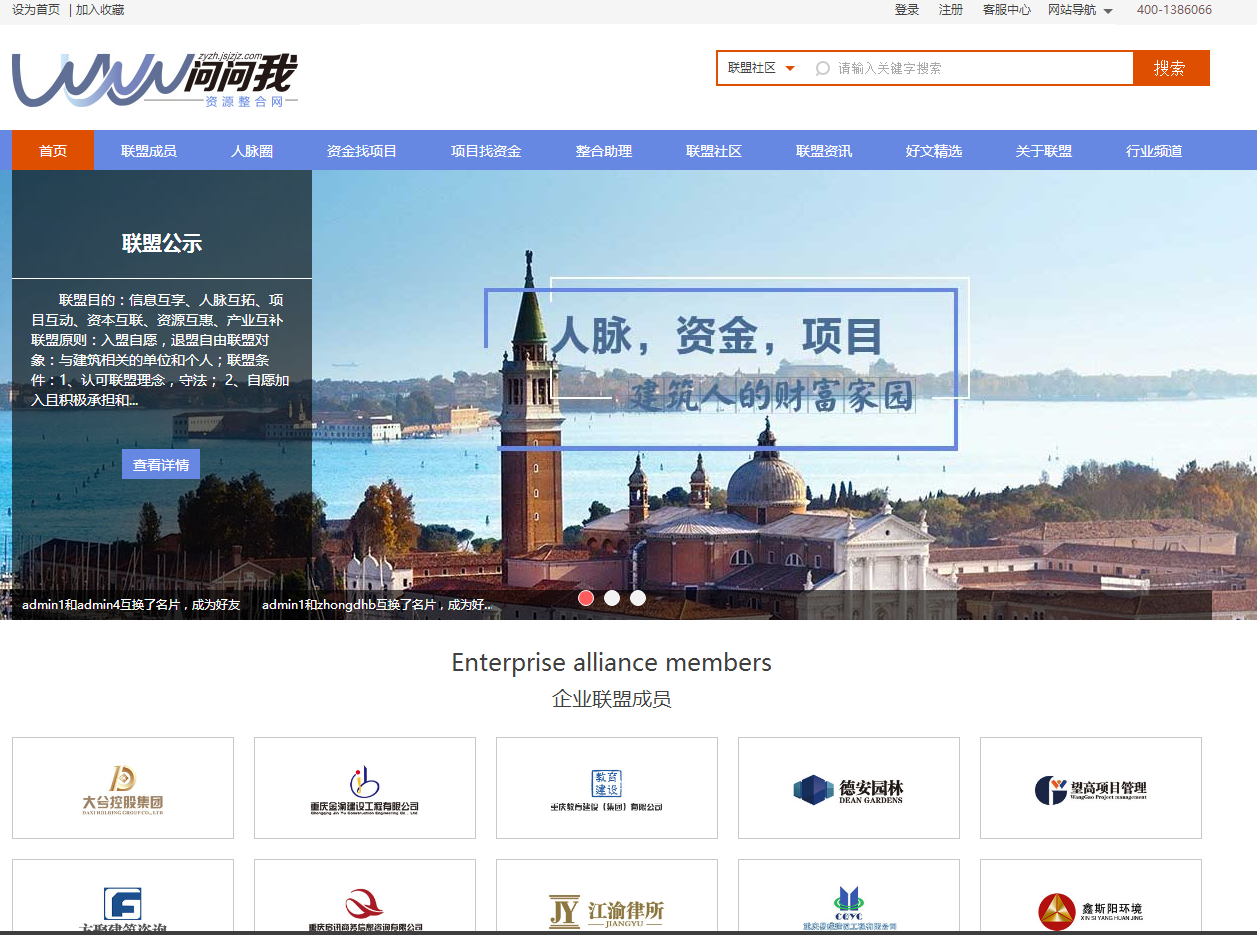 设为首页 | 加入收藏
登录 注册 客服中心 网站导航 400-1386066
zyzh.jsjzjz.com
问问我
资源整合网
联盟社区 请输入关键字搜索 搜索
首页 联盟成员 人脉圈 资金找项目 项目找资金 整合助理 联盟社区 联盟资讯 好文精选 关于联盟 行业频道
联盟公示
联盟目的：信息互享、人脉互拓、项
目互动、资本互联、资源互惠、产业互补
联盟原则：入盟自愿，退盟自由联盟对
象：与建筑相关的单位和个人；联盟条
件：1、认可联盟理念，守法； 2、自愿加
入且积极承担和...
查看详情
人脉，资金，项目
建筑人的财富家园
admin1和admin4互换了名片，成为好友 admin1和zhongdhb互换了名片，成为好...
Enterprise alliance members
企业联盟成员
大兮控股集团
DAXI HOLDING GROUP CO.,LTD
重庆金渝建设工程有限公司
Chongqing Jin Yu Construction Engineering Co., Ltd
教育
建设
重庆教育建设（集团）有限公司
德安园林
DEAN GARDENS
望高项目管理
WangGao Project management
江渝律所
JIANGYU
CCYC
鑫斯阳环境
XIN SI YANG HUAN JING